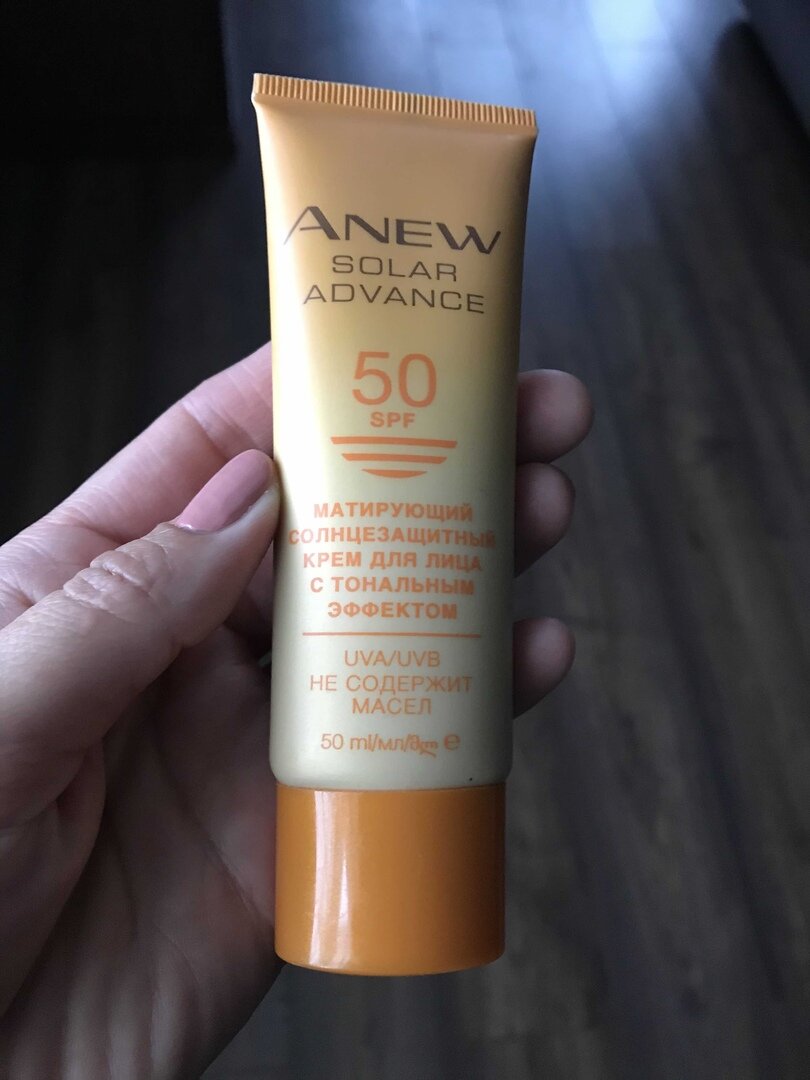 ANEW
SOLAR
ADVANCE
50
SPF
МАТИРУЮЩИЙ
СОЛНЦЕЗАЩИТНЫЙ
КРЕМ ДЛЯ ЛИЦА
С ТОНАЛЬНЫМ
ЭФФЕКТОМ
UVA/UVB
НЕ СОДЕРЖИТ
МАСЕЛ
50 ml/мл/მლ e